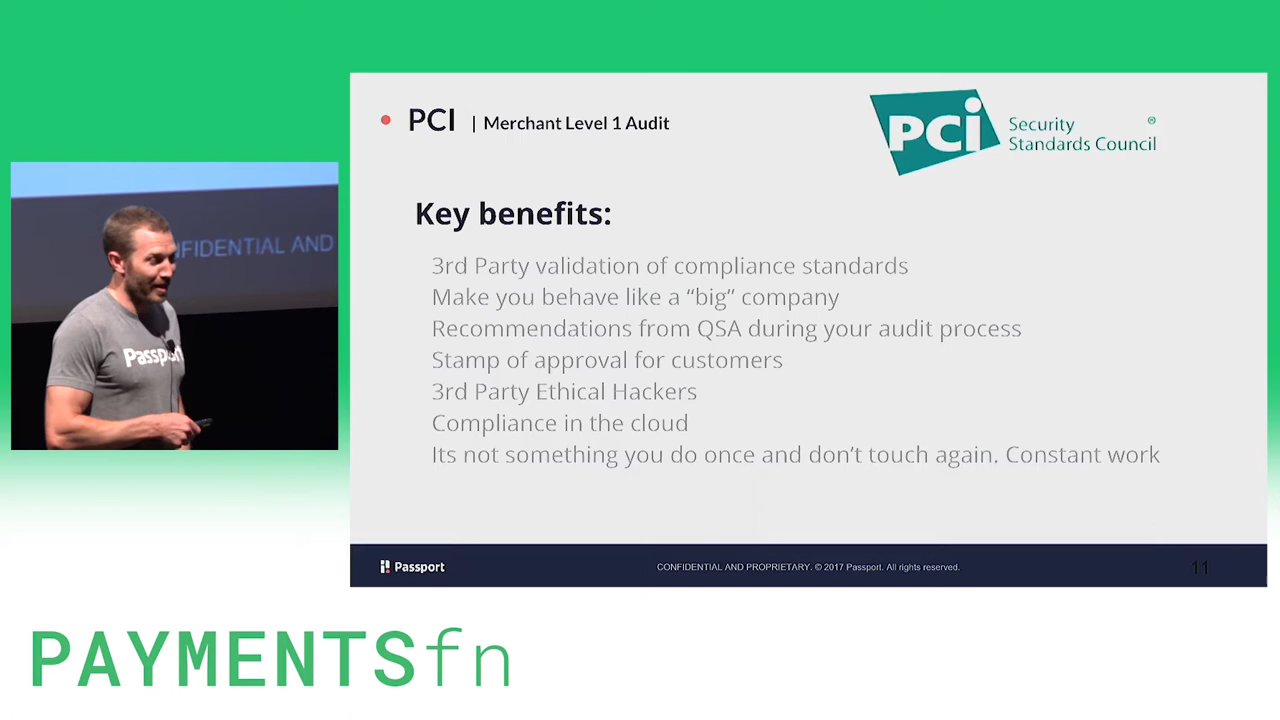 PCI | Merchant Level 1 Audit
PCi Security Standards Council ®
Key benefits:
3rd Party validation of compliance standards
Make you behave like a “big” company
Recommendations from QSA during your audit process
Stamp of approval for customers
3rd Party Ethical Hackers
Compliance in the cloud
Its not something you do once and don’t touch again. Constant work
Passport
CONFIDENTIAL AND PROPRIETARY. © 2017 Passport. All rights reserved.
11
NFIDENTIAL AND
Passport
PAYMENTSfn